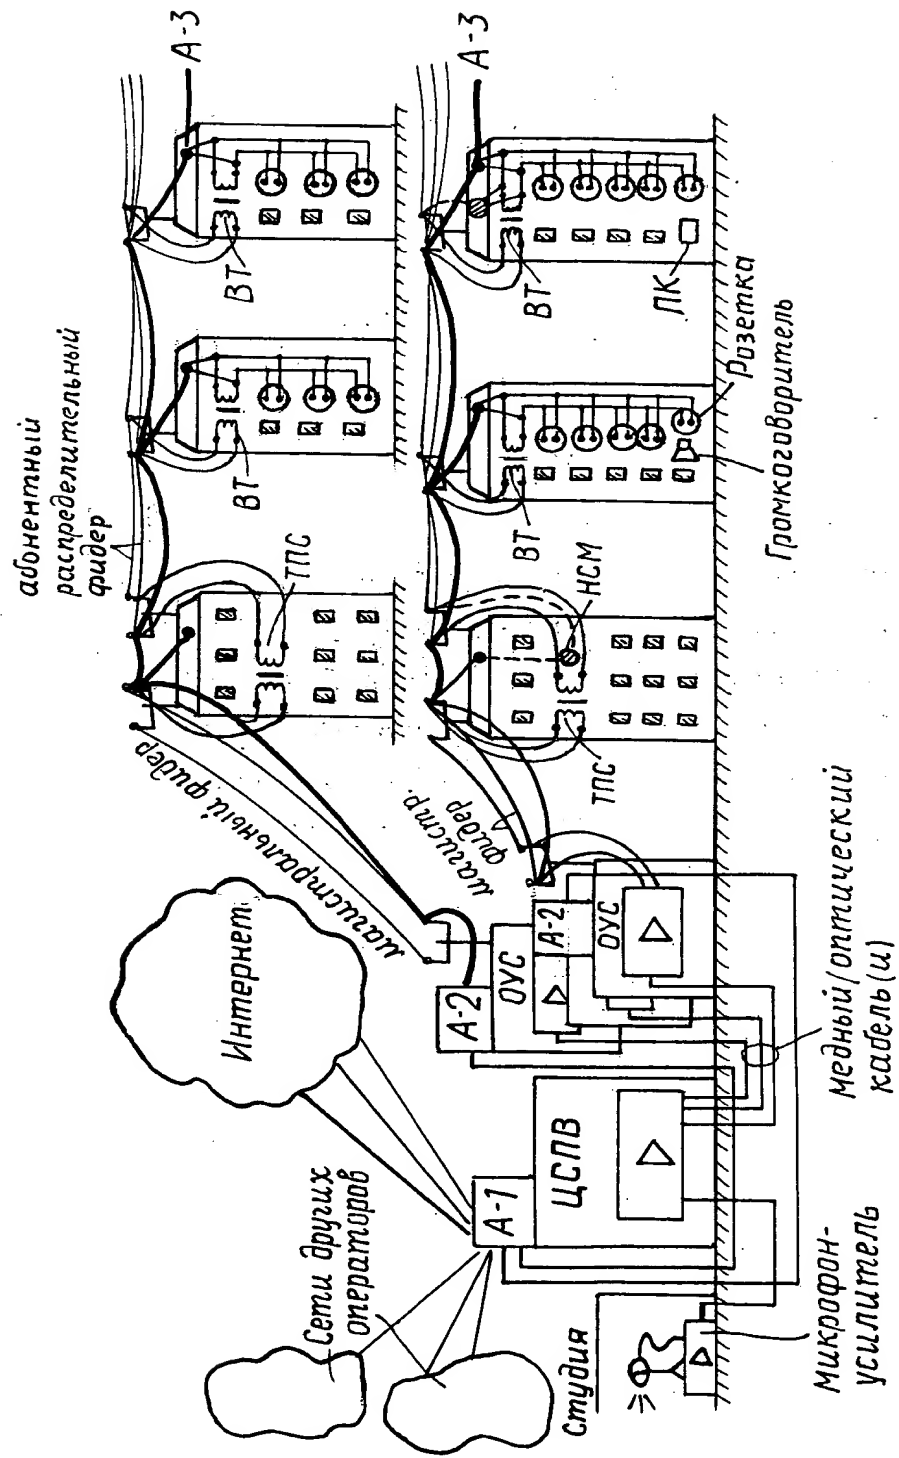 абонентный
распределительный
фидер
А-3
ВТ
ВТ
ТПС
магистральный фидер
Интернет
Сети других
операторов
А-3
ВТ
ПК
Розетка
Громкоговоритель
ВТ
НСМ
ТПС
магистр.
фидер
А-2
ОУС
А-2
ОУС
А-1
ЦСПВ
медный/оптический
кабель(и)
студия
микрофон-
усилитель